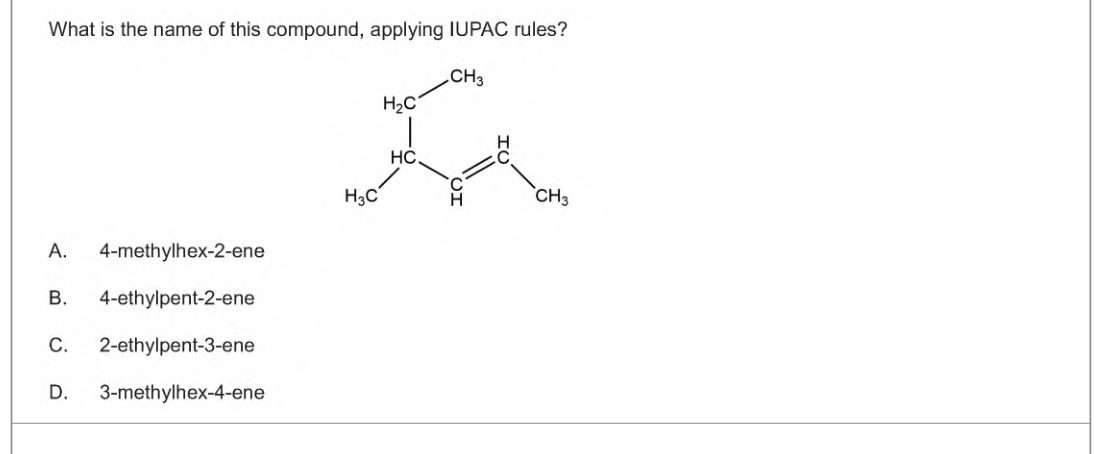 What is the name of this compound, applying IUPAC rules?
CH₃
H₂C
H
HC
C
H₃C
C
H
CH₃
A. 4-methylhex-2-ene
B. 4-ethylpent-2-ene
C. 2-ethylpent-3-ene
D. 3-methylhex-4-ene